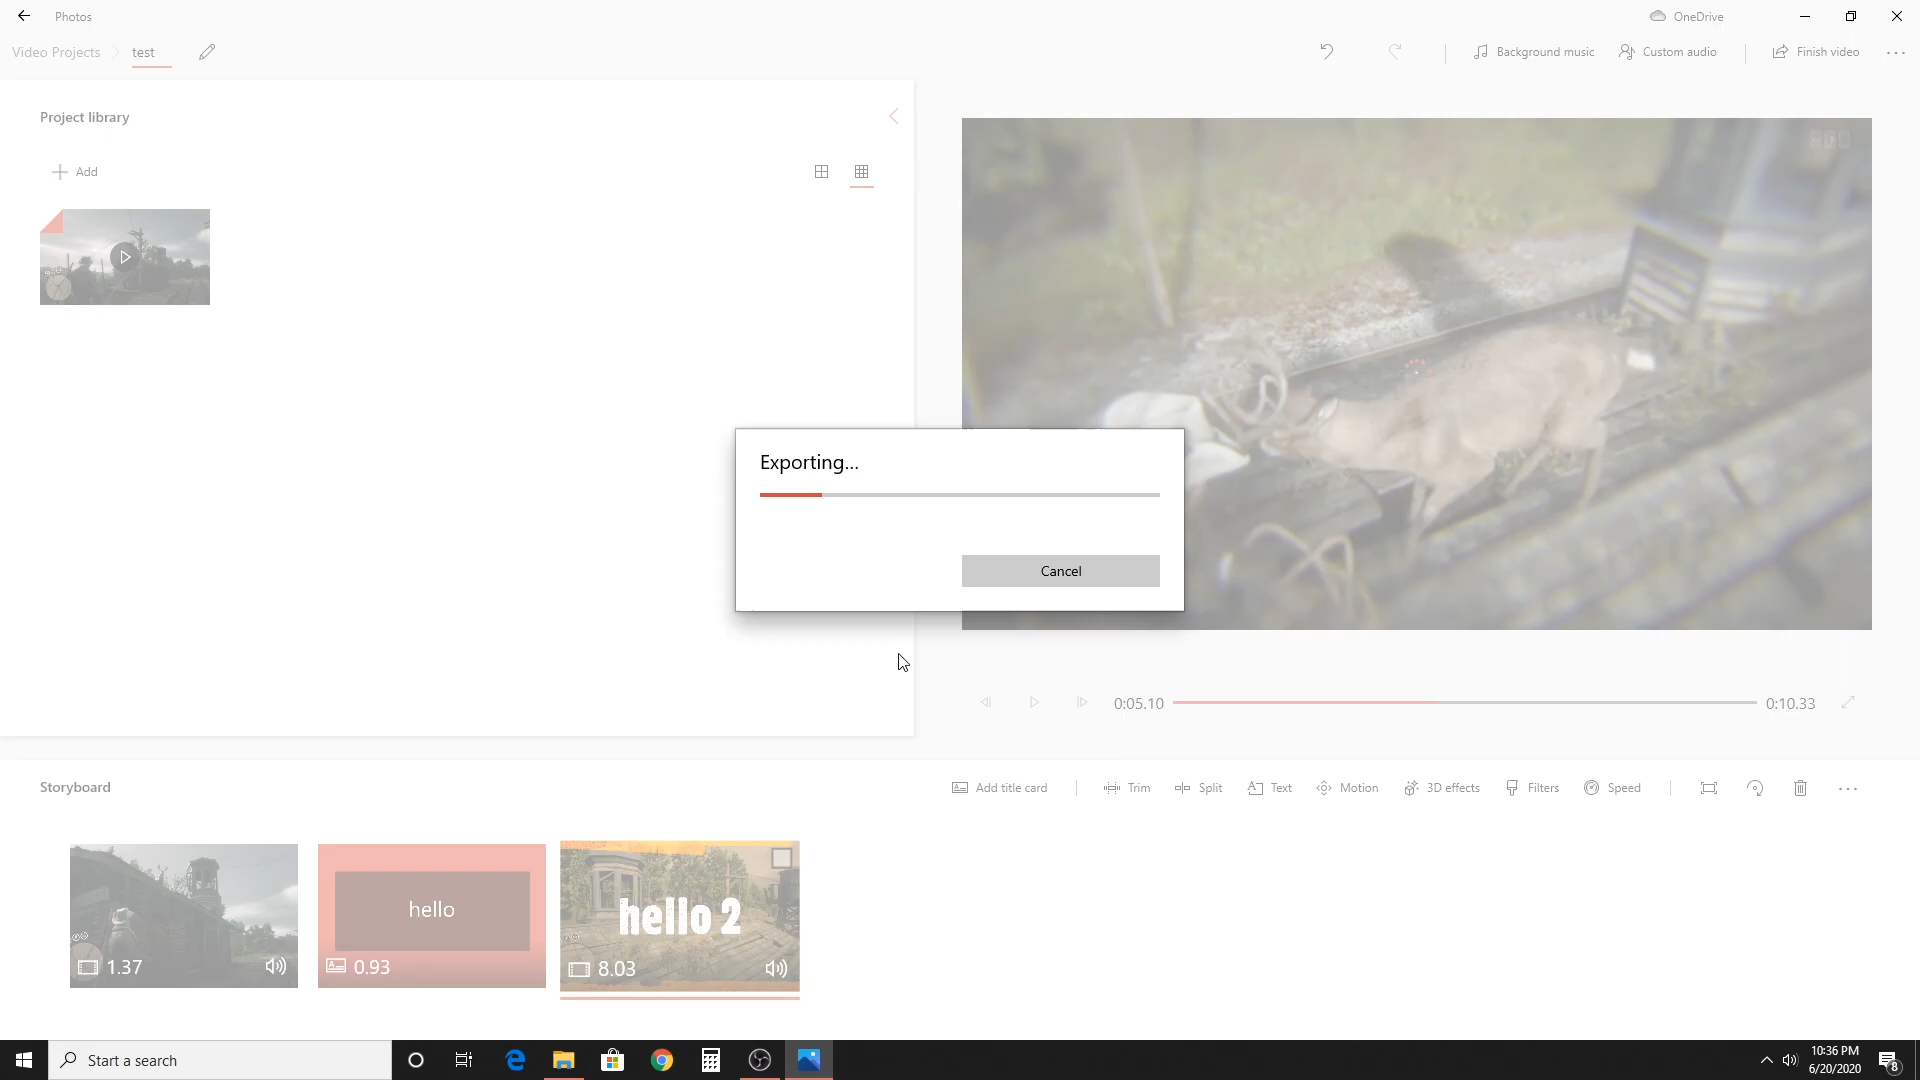 Photos
OneDrive
Video Projects
test
Background music
Custom audio
Finish video
Project library
Add
Exporting...
Cancel
0:05.10
0:10.33
Storyboard
Add title card
Trim
Split
Text
Motion
3D effects
Filters
Speed
hello
hello 2
1.37
0.93
8.03
Start a search
10:36 PM
6/20/2020
8